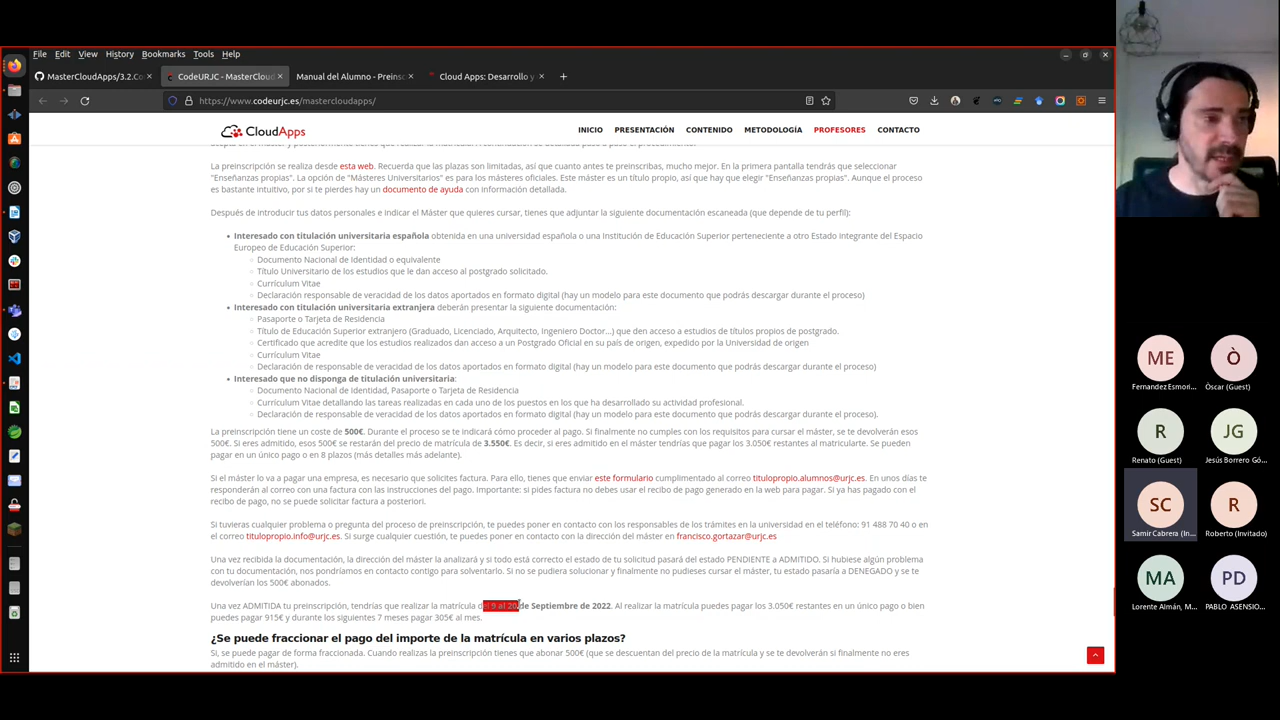 File Edit View History Bookmarks Tools Help
MasterCloudApps/3.2.Co
CodeURJC - MasterCloud
Manual del Alumno - Preinsc
Cloud Apps: Desarrollo y
https://www.codeurjc.es/mastercloudapps/
CloudApps
INICIO PRESENTACIÓN CONTENIDO METODOLOGÍA PROFESORES CONTACTO
La preinscripción se realiza desde esta web. Recuerda que las plazas son limitadas, así que cuanto antes te preinscribas, mucho mejor. En la primera pantalla tendrás que seleccionar
"Enseñanzas propias". La opción de "Másteres Universitarios" es para los másteres oficiales. Este máster es un título propio, así que hay que elegir "Enseñanzas propias". Aunque el proceso
es bastante intuitivo, por si te pierdes hay un documento de ayuda con información detallada.
Después de introducir tus datos personales e indicar el Máster que quieres cursar, tienes que adjuntar la siguiente documentación escaneada (que depende de tu perfil):
Interesado con titulación universitaria española obtenida en una universidad española o una Institución de Educación Superior perteneciente a otro Estado integrante del Espacio
Europeo de Educación Superior:
Documento Nacional de Identidad o equivalente
Título Universitario de los estudios que le dan acceso al postgrado solicitado.
Currículum Vitae
Declaración responsable de veracidad de los datos aportados en formato digital (hay un modelo para este documento que podrás descargar durante el proceso)
Interesado con titulación universitaria extranjera deberán presentar la siguiente documentación:
Pasaporte o Tarjeta de Residencia
Título de Educación Superior extranjero (Graduado, Licenciado, Arquitecto, Ingeniero Doctor...) que den acceso a estudios de títulos propios de postgrado.
Certificado que acredite que los estudios realizados dan acceso a un Postgrado Oficial en su país de origen, expedido por la Universidad de origen
Currículum Vitae
Declaración de responsable de veracidad de los datos aportados en formato digital (hay un modelo para este documento que podrás descargar durante el proceso)
Interesado que no disponga de titulación universitaria:
Documento Nacional de Identidad, Pasaporte o Tarjeta de Residencia
Currículum Vitae detallando las tareas realizadas en cada uno de los puestos en los que ha desarrollado su actividad profesional.
Declaración de responsable de veracidad de los datos aportados en formato digital (hay un modelo para este documento que podrás descargar durante el proceso).
La preinscripción tiene un coste de 500€. Durante el proceso se te indicará cómo proceder al pago. Si finalmente no cumples con los requisitos para cursar el máster, se te devolverán esos
500€. Si eres admitido, esos 500€ se restarán del precio de matrícula de 3.550€. Es decir, si eres admitido en el máster tendrías que pagar los 3.050€ restantes al matricularte. Se pueden
pagar en un único pago o en 8 plazos (más detalles más adelante).
Si el máster lo va a pagar una empresa, es necesario que solicites factura. Para ello, tienes que enviar este formulario cumplimentado al correo titulopropio.alumnos@urjc.es. En unos días te
responderán al correo con una factura con las instrucciones del pago. Importante: si pides factura no debes usar el recibo de pago generado en la web para pagar. Si ya has pagado con el
recibo de pago, no se puede solicitar factura a posteriori.
Si tuvieras cualquier problema o pregunta del proceso de preinscripción, te puedes poner en contacto con los responsables de los trámites en la universidad en el teléfono: 91 488 70 40 o en
el correo titulopropio.info@urjc.es. Si surge cualquier cuestión, te puedes poner en contacto con la dirección del máster en francisco.gortazar@urjc.es
Una vez recibida la documentación, la dirección del máster la analizará y si todo está correcto el estado de tu solicitud pasará del estado PENDIENTE a ADMITIDO. Si hubiese algún problema
con tu documentación, nos pondríamos en contacto contigo para solventarlo. Si no se pudiera solucionar y finalmente no pudieses cursar el máster, tu estado pasaría a DENEGADO y se te
devolverían los 500€ abonados.
Una vez ADMITIDA tu preinscripción, tendrías que realizar la matrícula del 9 al 20 de Septiembre de 2022. Al realizar la matrícula puedes pagar los 3.050€ restantes en un único pago o bien
puedes pagar 915€ y durante los siguientes 7 meses pagar 305€ al mes.
¿Se puede fraccionar el pago del importe de la matrícula en varios plazos?
Si, se puede pagar de forma fraccionada. Cuando realizas la preinscripción tienes que abonar 500€ (que se descuentan del precio de la matrícula y se te devolverán si finalmente no eres
admitido en el máster).
ME Ò
Fernandez Esmori... Òscar (Guest)
R JG
Renato (Guest) Jesús Borrero Gó...
SC R
Samir Cabrera (In... Roberto (Invitado)
MA PD
Lorente Almán, ... PABLO ASENSIO ...